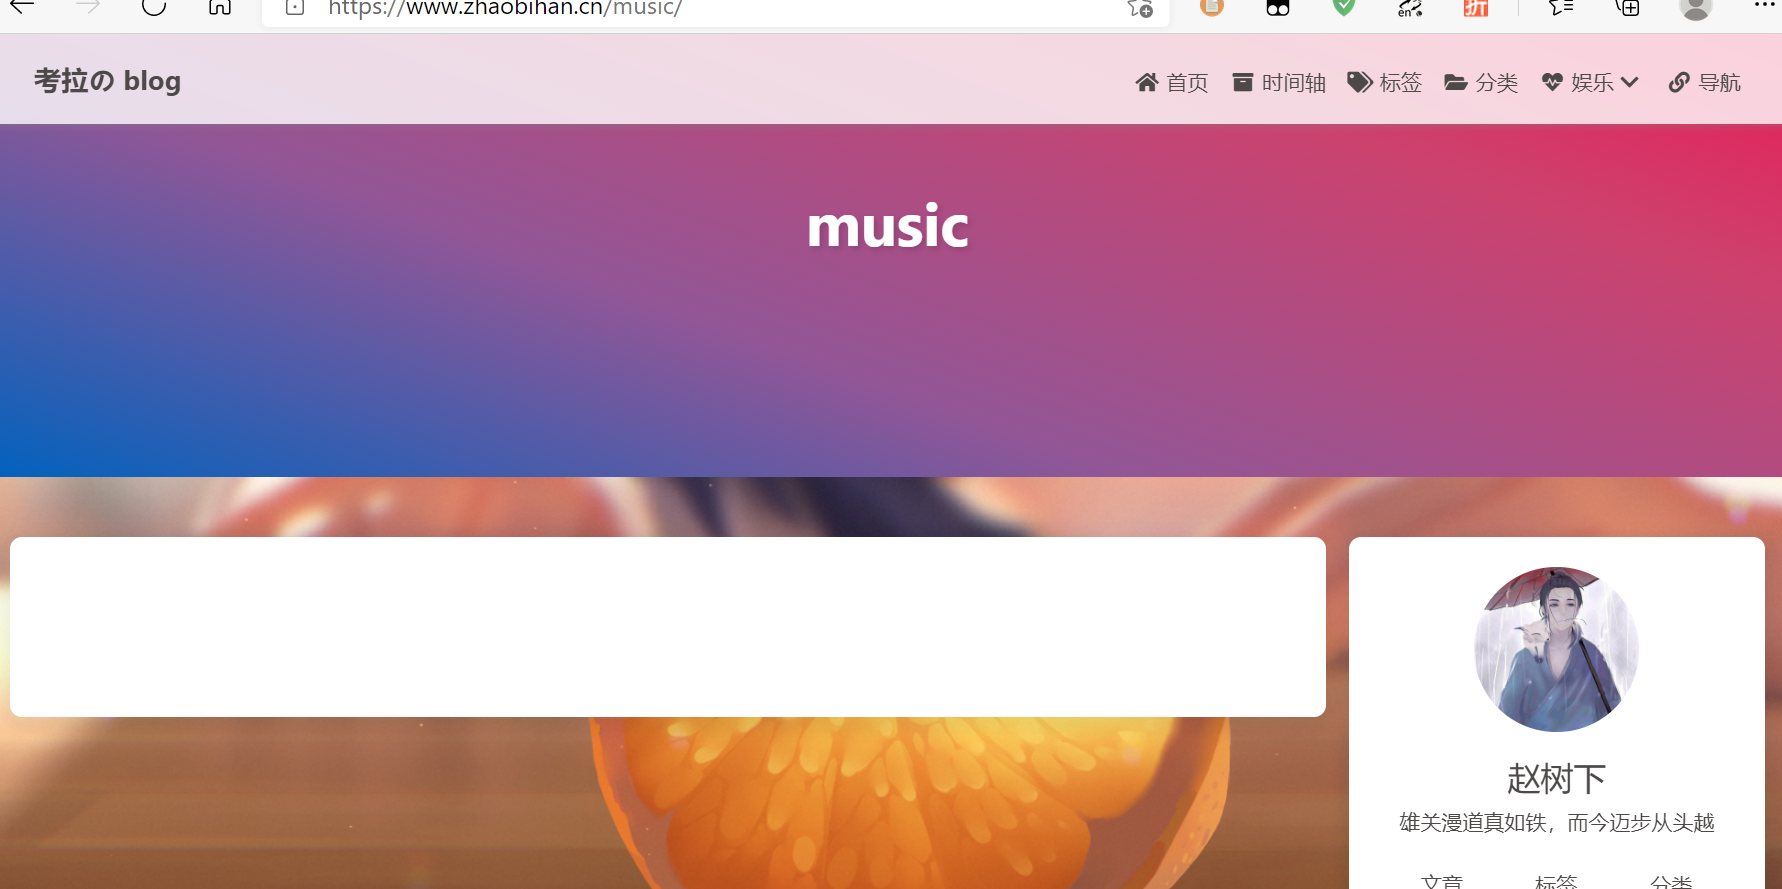 https://www.zhaobihan.cn/music/
en
折
考拉の blog
首页 时间轴 标签 分类 娱乐 导航
music
赵树下
雄关漫道真如铁，而今迈步从头越
文章 标签 分类